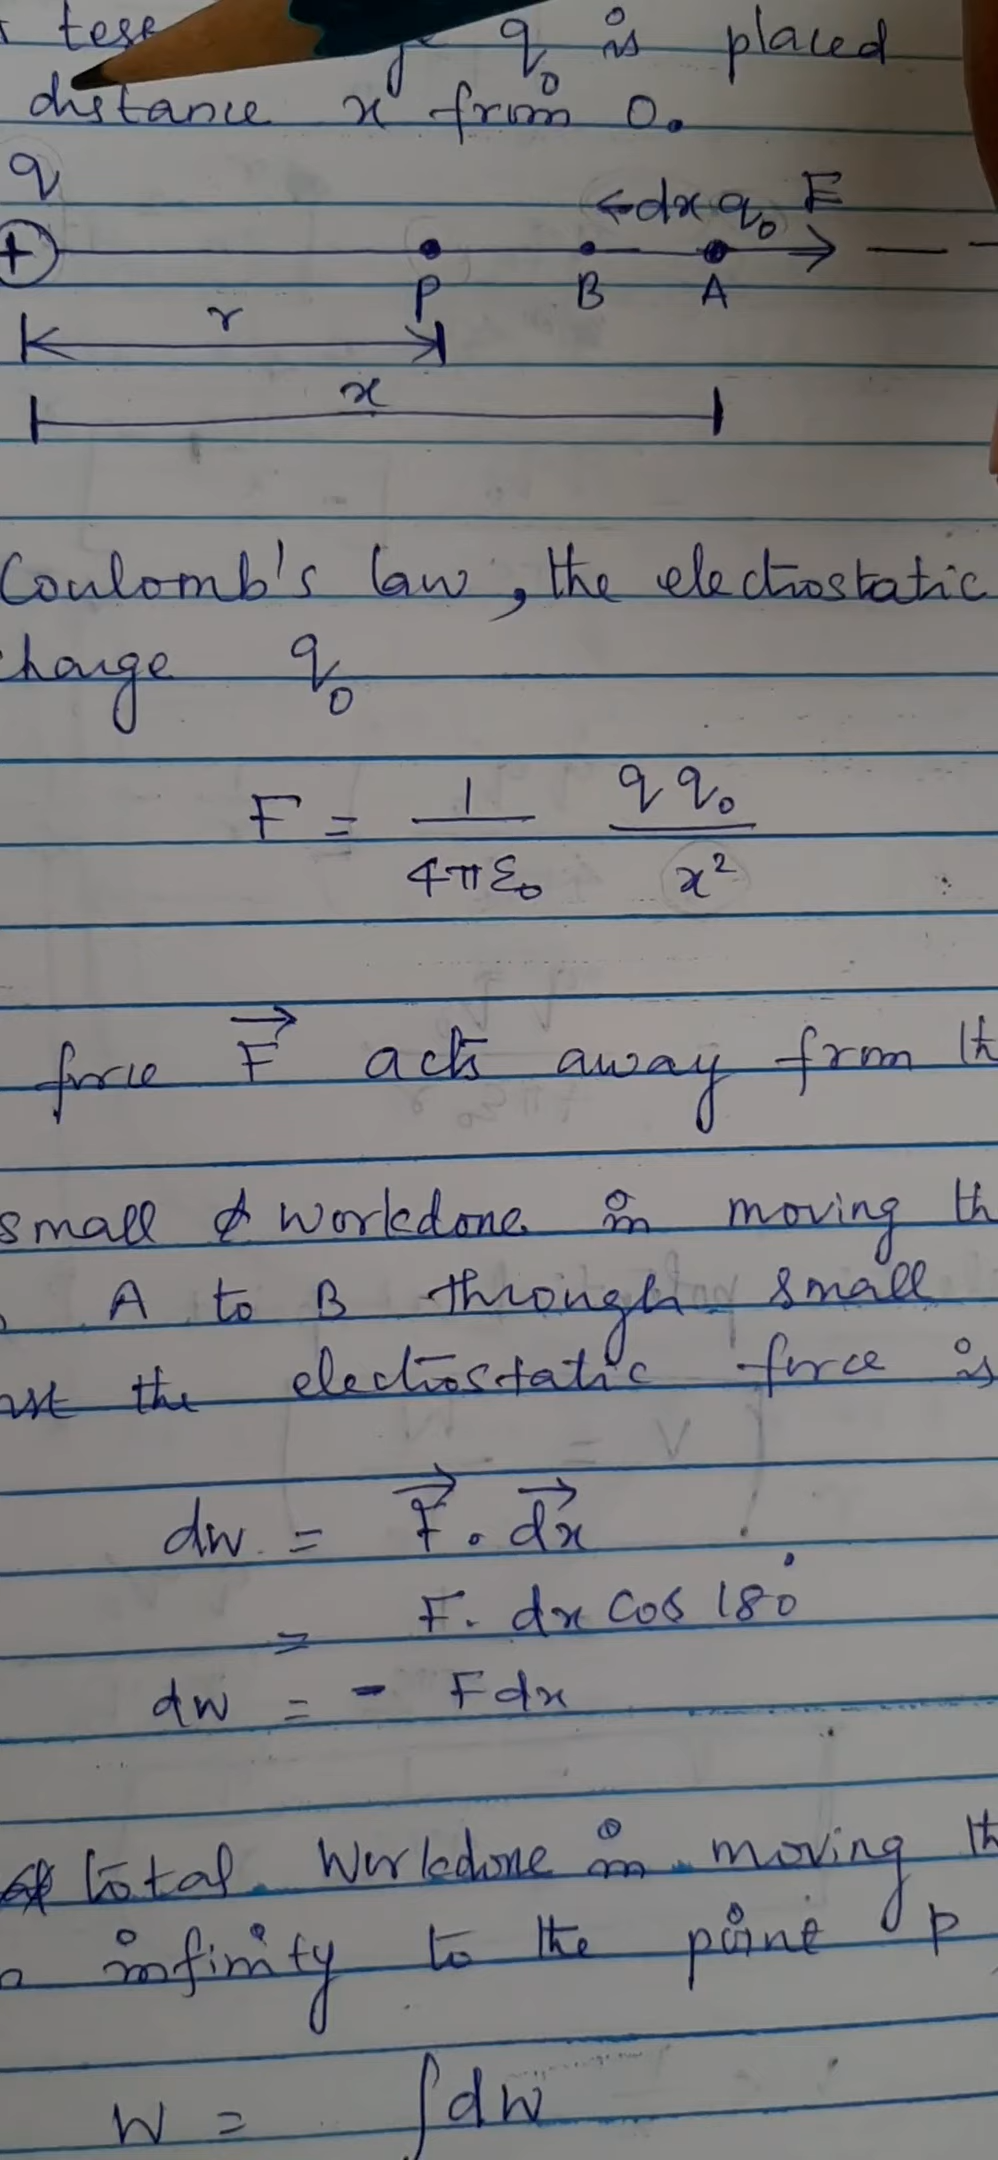 q₀ is placed
distance x from O.
q
←dx q₀ E
+
P B A
r
x
Coulomb's law, the electrostatic
charge q₀
F = 1/4πε₀ qq₀/x²
force F⃗ acts away from th
small workdone in moving th
A to B through small
the electrostatic force is
dw = F⃗ . dx⃗
= F. dx cos 180°
dw = - Fdx
total Workdone in moving th
infinity to the point P
W = ∫dw